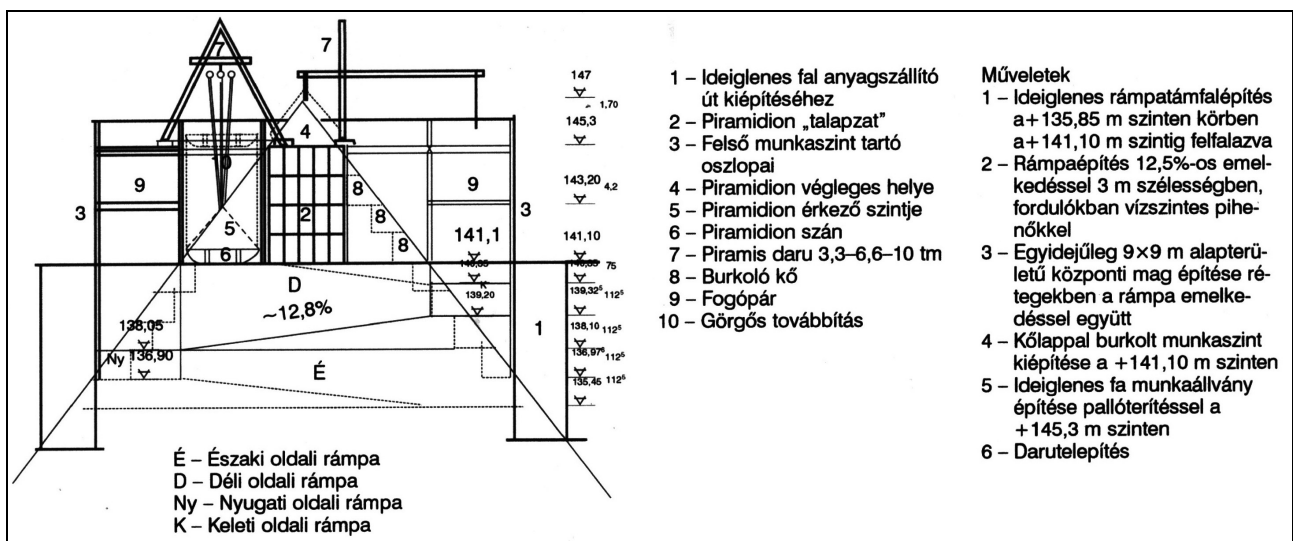 7
7
147
1,70
145,3
4
9
8
9
143,20 4,2
3
2
8
3
5
141,1
141,10
6
8
75
D
K
139,20
139,32⁵ 112⁵
~12,8%
138,05
138,10 112⁵
1
Ny 136,90
136,97⁶ 112⁵
É
135,45 112⁵
É – Északi oldali rámpa
D – Déli oldali rámpa
Ny – Nyugati oldali rámpa
K – Keleti oldali rámpa
1 – Ideiglenes fal anyagszállító
út kiépítéséhez
2 – Piramidion „talapzat”
3 – Felső munkaszint tartó
oszlopai
4 – Piramidion végleges helye
5 – Piramidion érkező szintje
6 – Piramidion szán
7 – Piramis daru 3,3–6,6–10 tm
8 – Burkoló kő
9 – Fogópár
10 – Görgős továbbítás
Műveletek
1 – Ideiglenes rámpatámfalépítés
a+135,85 m szinten körben
a+141,10 m szintig felfalazva
2 – Rámpaépítés 12,5%-os emel-
kedéssel 3 m szélességben,
fordulókban vízszintes pihe-
nőkkel
3 – Egyidejűleg 9×9 m alapterü-
letű központi mag építése ré-
tegekben a rámpa emelke-
déssel együtt
4 – Kőlappal burkolt munkaszint
kiépítése a +141,10 m szinten
5 – Ideiglenes fa munkaállvány
építése pallóterítéssel a
+145,3 m szinten
6 – Darutelepítés